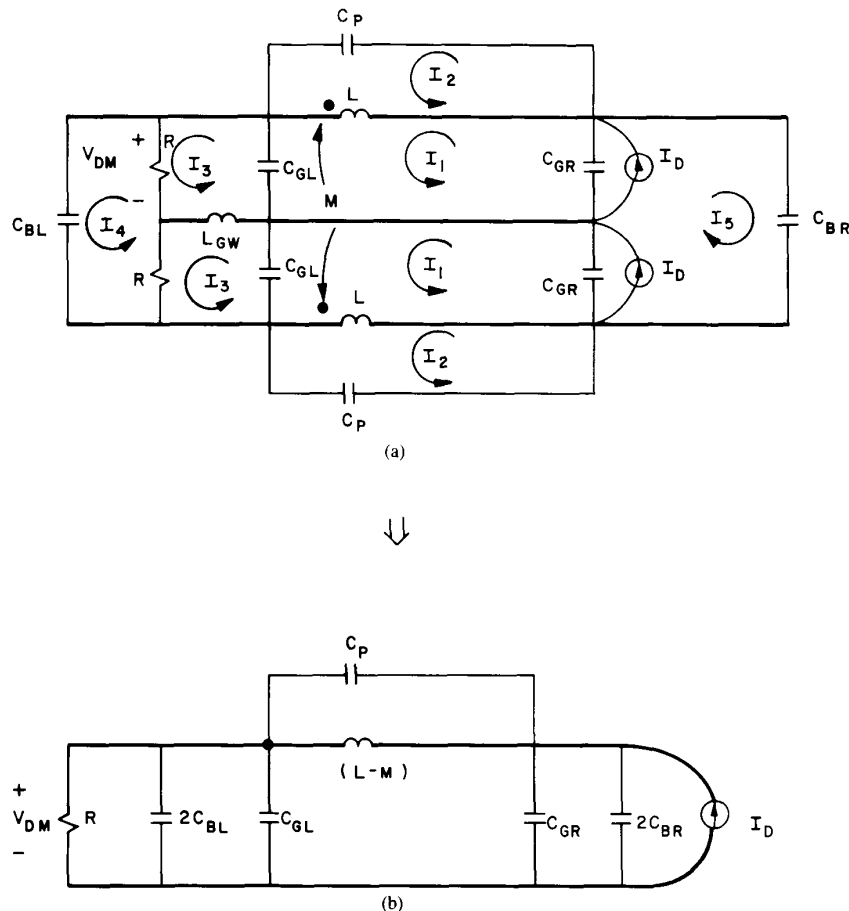 C_P
I_2
L
V_DM + R I_3 C_GL I_1 C_GR I_D
M
C_BL I_4 - I_5 C_BR
L_GW
R I_3 C_GL I_1 C_GR I_D
L
I_2
C_P
(a)
⇓
C_P
(L-M)
+
V_DM R 2C_BL C_GL C_GR 2C_BR I_D
-
(b)